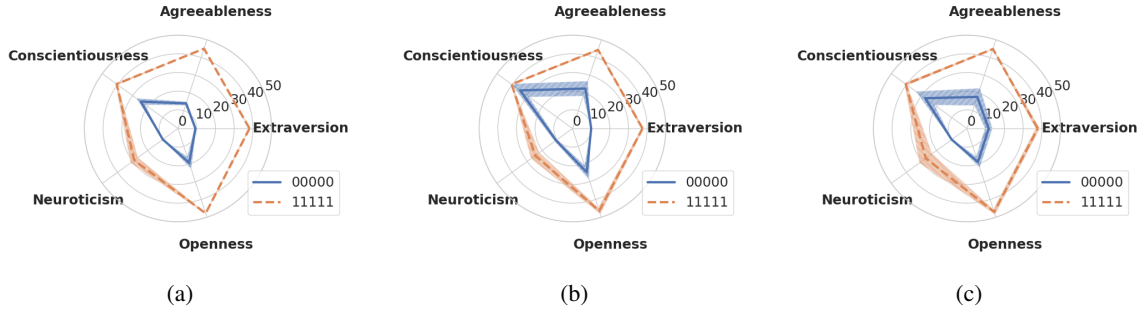 Agreeableness
Conscientiousness
50
40
30
20
10
0
Extraversion
Neuroticism
00000
11111
Openness
(a)
Agreeableness
Conscientiousness
50
40
30
20
10
0
Extraversion
Neuroticism
00000
11111
Openness
(b)
Agreeableness
Conscientiousness
50
40
30
20
10
0
Extraversion
Neuroticism
00000
11111
Openness
(c)